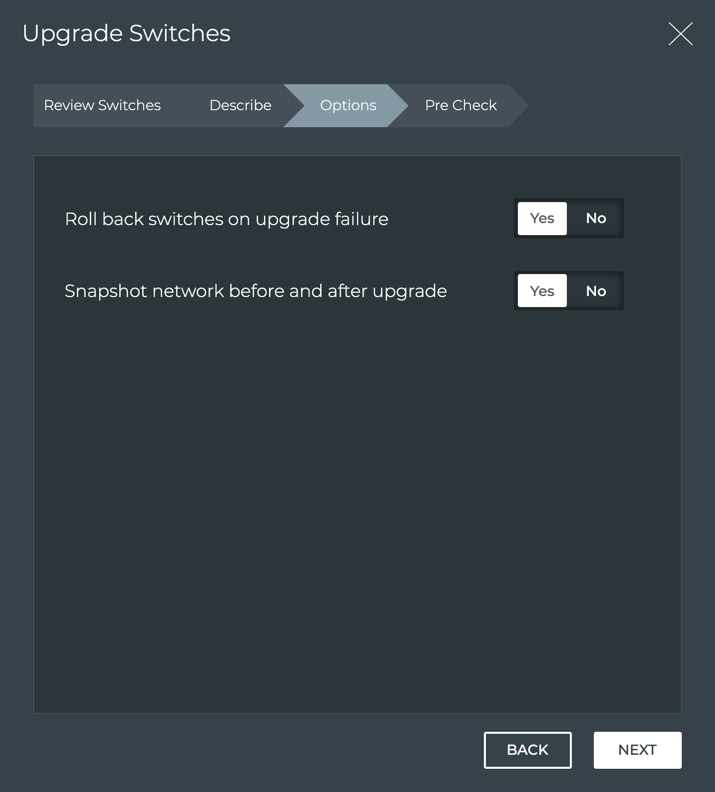 Upgrade Switches
Review Switches Describe Options Pre Check
Roll back switches on upgrade failure Yes No
Snapshot network before and after upgrade Yes No
BACK NEXT